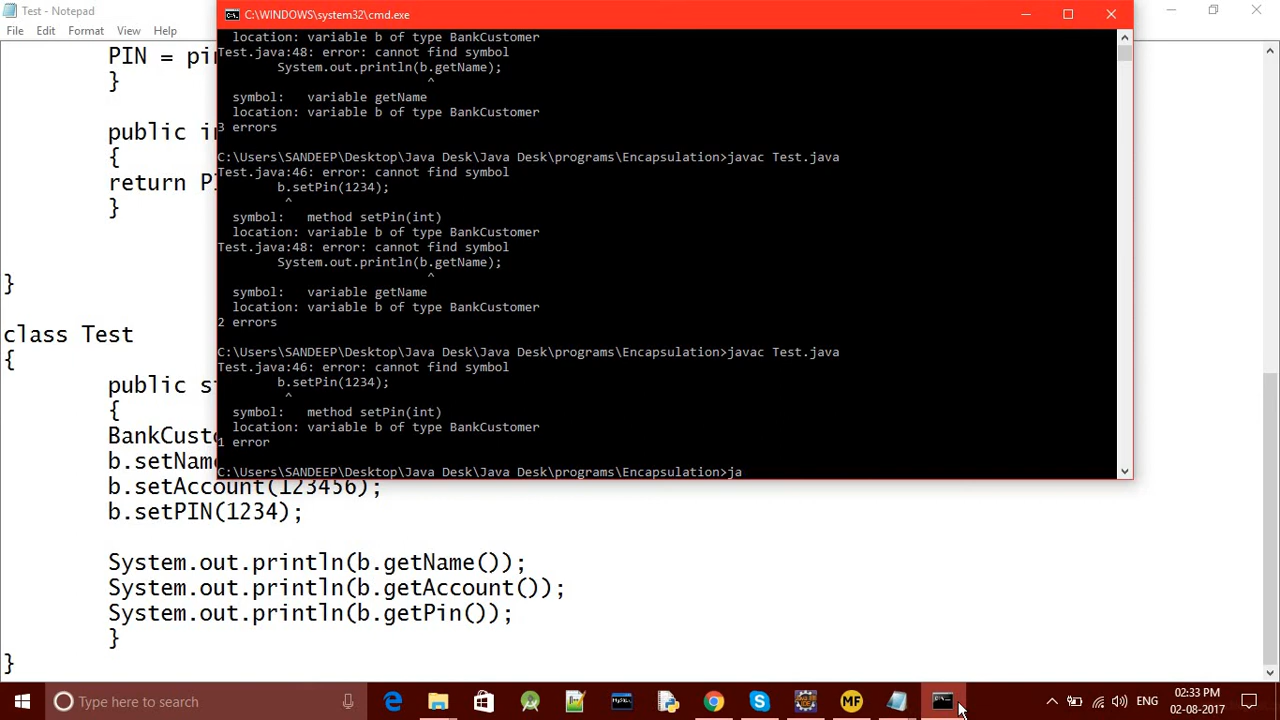 Test - Notepad
File Edit Format View Help
PIN = pin
}
public in
{
return P
}
}
class Test
{
public st
{
BankCusto
b.setName
b.setAccount(123456);
b.setPIN(1234);
System.out.println(b.getName());
System.out.println(b.getAccount());
System.out.println(b.getPin());
}
}
C:\WINDOWS\system32\cmd.exe
location: variable b of type BankCustomer
Test.java:48: error: cannot find symbol
System.out.println(b.getName);
^
symbol: variable getName
location: variable b of type BankCustomer
3 errors
C:\Users\SANDEEP\Desktop\Java Desk\Java Desk\programs\Encapsulation>javac Test.java
Test.java:46: error: cannot find symbol
b.setPin(1234);
^
symbol: method setPin(int)
location: variable b of type BankCustomer
Test.java:48: error: cannot find symbol
System.out.println(b.getName);
^
symbol: variable getName
location: variable b of type BankCustomer
2 errors
C:\Users\SANDEEP\Desktop\Java Desk\Java Desk\programs\Encapsulation>javac Test.java
Test.java:46: error: cannot find symbol
b.setPin(1234);
^
symbol: method setPin(int)
location: variable b of type BankCustomer
1 error
C:\Users\SANDEEP\Desktop\Java Desk\Java Desk\programs\Encapsulation>ja
Type here to search
MF
ENG
02:33 PM
02-08-2017